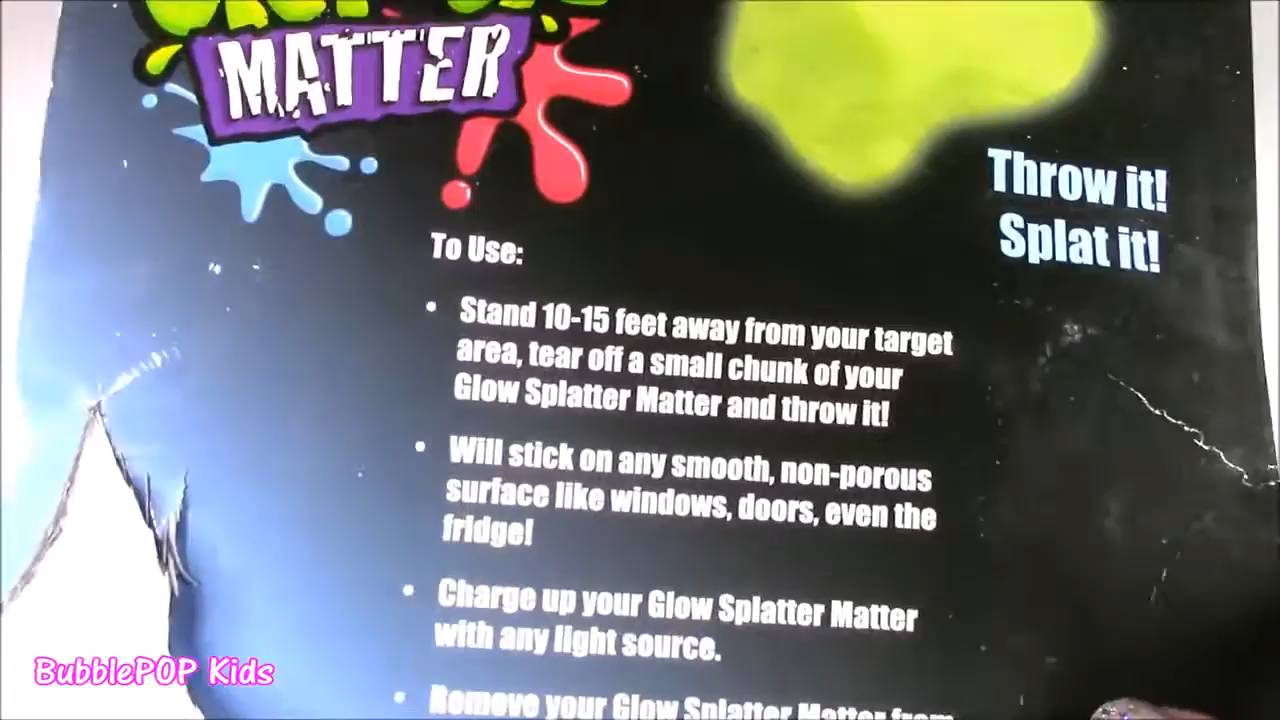 MATTER
Throw it!
Splat it!
To Use:
• Stand 10-15 feet away from your target
area, tear off a small chunk of your
Glow Splatter Matter and throw it!
• Will stick on any smooth, non-porous
surface like windows, doors, even the
fridge!
• Charge up your Glow Splatter Matter
with any light source.
• Remove your Glow Splatter Matter from
BubblePOP Kids